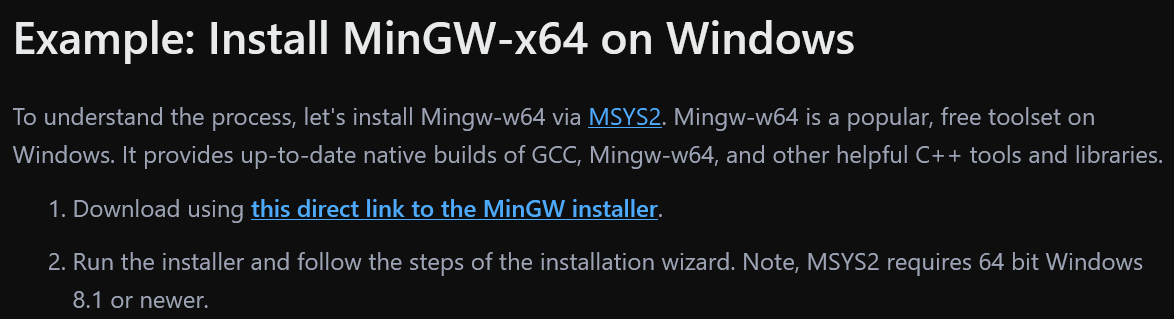 Example: Install MinGW-x64 on Windows
To understand the process, let's install Mingw-w64 via MSYS2. Mingw-w64 is a popular, free toolset on
Windows. It provides up-to-date native builds of GCC, Mingw-w64, and other helpful C++ tools and libraries.
1. Download using this direct link to the MinGW installer.
2. Run the installer and follow the steps of the installation wizard. Note, MSYS2 requires 64 bit Windows
8.1 or newer.